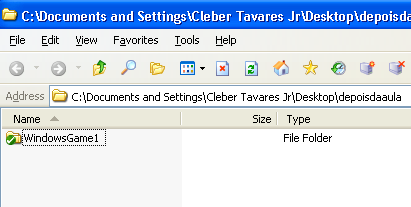 C:\Documents and Settings\Cleber Tavares Jr\Desktop\depoisda
File Edit View Favorites Tools Help
Address C:\Documents and Settings\Cleber Tavares Jr\Desktop\depoisdaaula
Name Size Type
WindowsGame1 File Folder